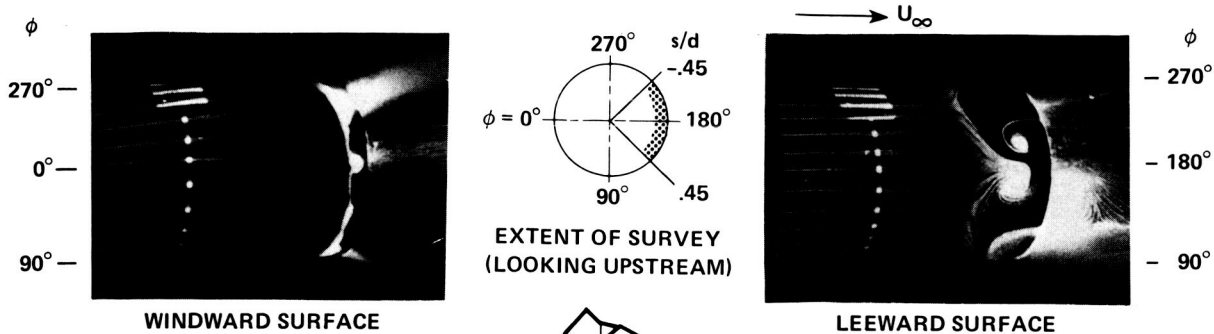 U∞
ϕ
270°
0°
90°
WINDWARD SURFACE
270°
s/d
-.45
ϕ = 0°
180°
90°
.45
EXTENT OF SURVEY
(LOOKING UPSTREAM)
ϕ
270°
180°
90°
LEEWARD SURFACE